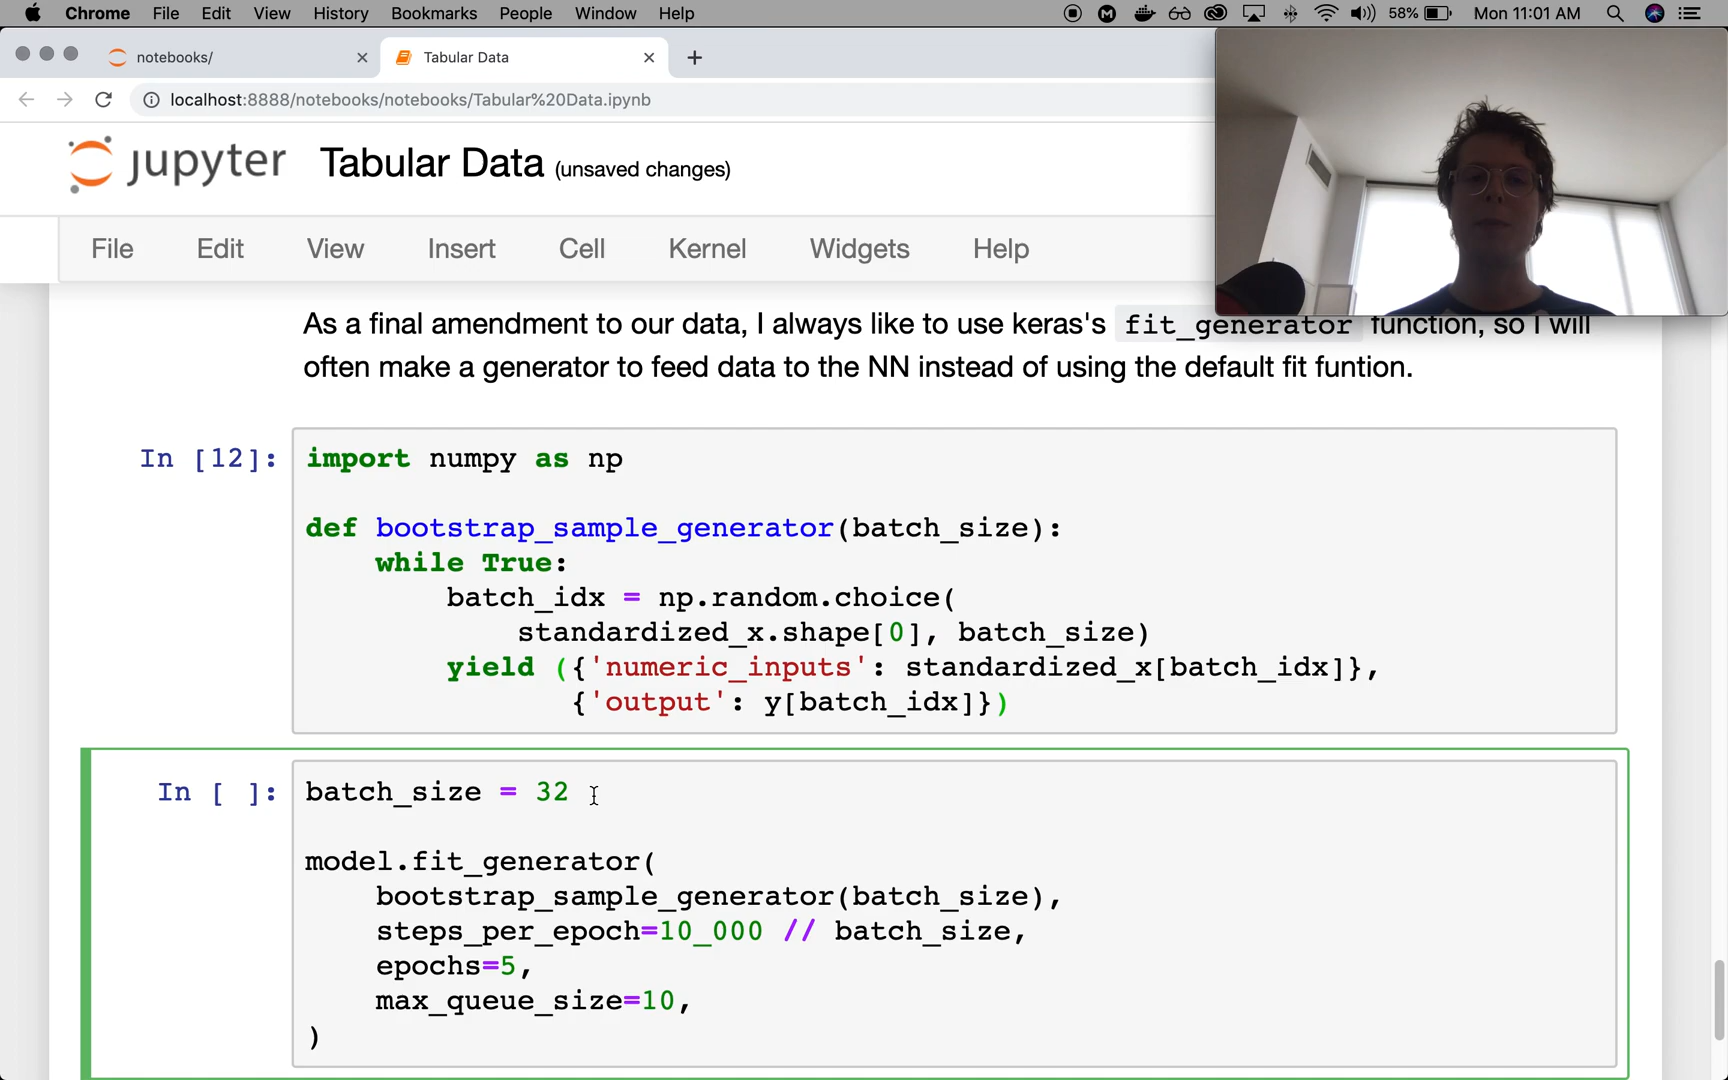 Chrome File Edit View History Bookmarks People Window Help 58% Mon 11:01 AM
notebooks/ Tabular Data
localhost:8888/notebooks/notebooks/Tabular%20Data.ipynb
jupyter Tabular Data (unsaved changes)
File Edit View Insert Cell Kernel Widgets Help
As a final amendment to our data, I always like to use keras's fit_generator function, so I will
often make a generator to feed data to the NN instead of using the default fit funtion.
In [12]: import numpy as np
def bootstrap_sample_generator(batch_size):
while True:
batch_idx = np.random.choice(
standardized_x.shape[0], batch_size)
yield ({'numeric_inputs': standardized_x[batch_idx]},
{'output': y[batch_idx]})
In [ ]: batch_size = 32
model.fit_generator(
bootstrap_sample_generator(batch_size),
steps_per_epoch=10_000 // batch_size,
epochs=5,
max_queue_size=10,
)